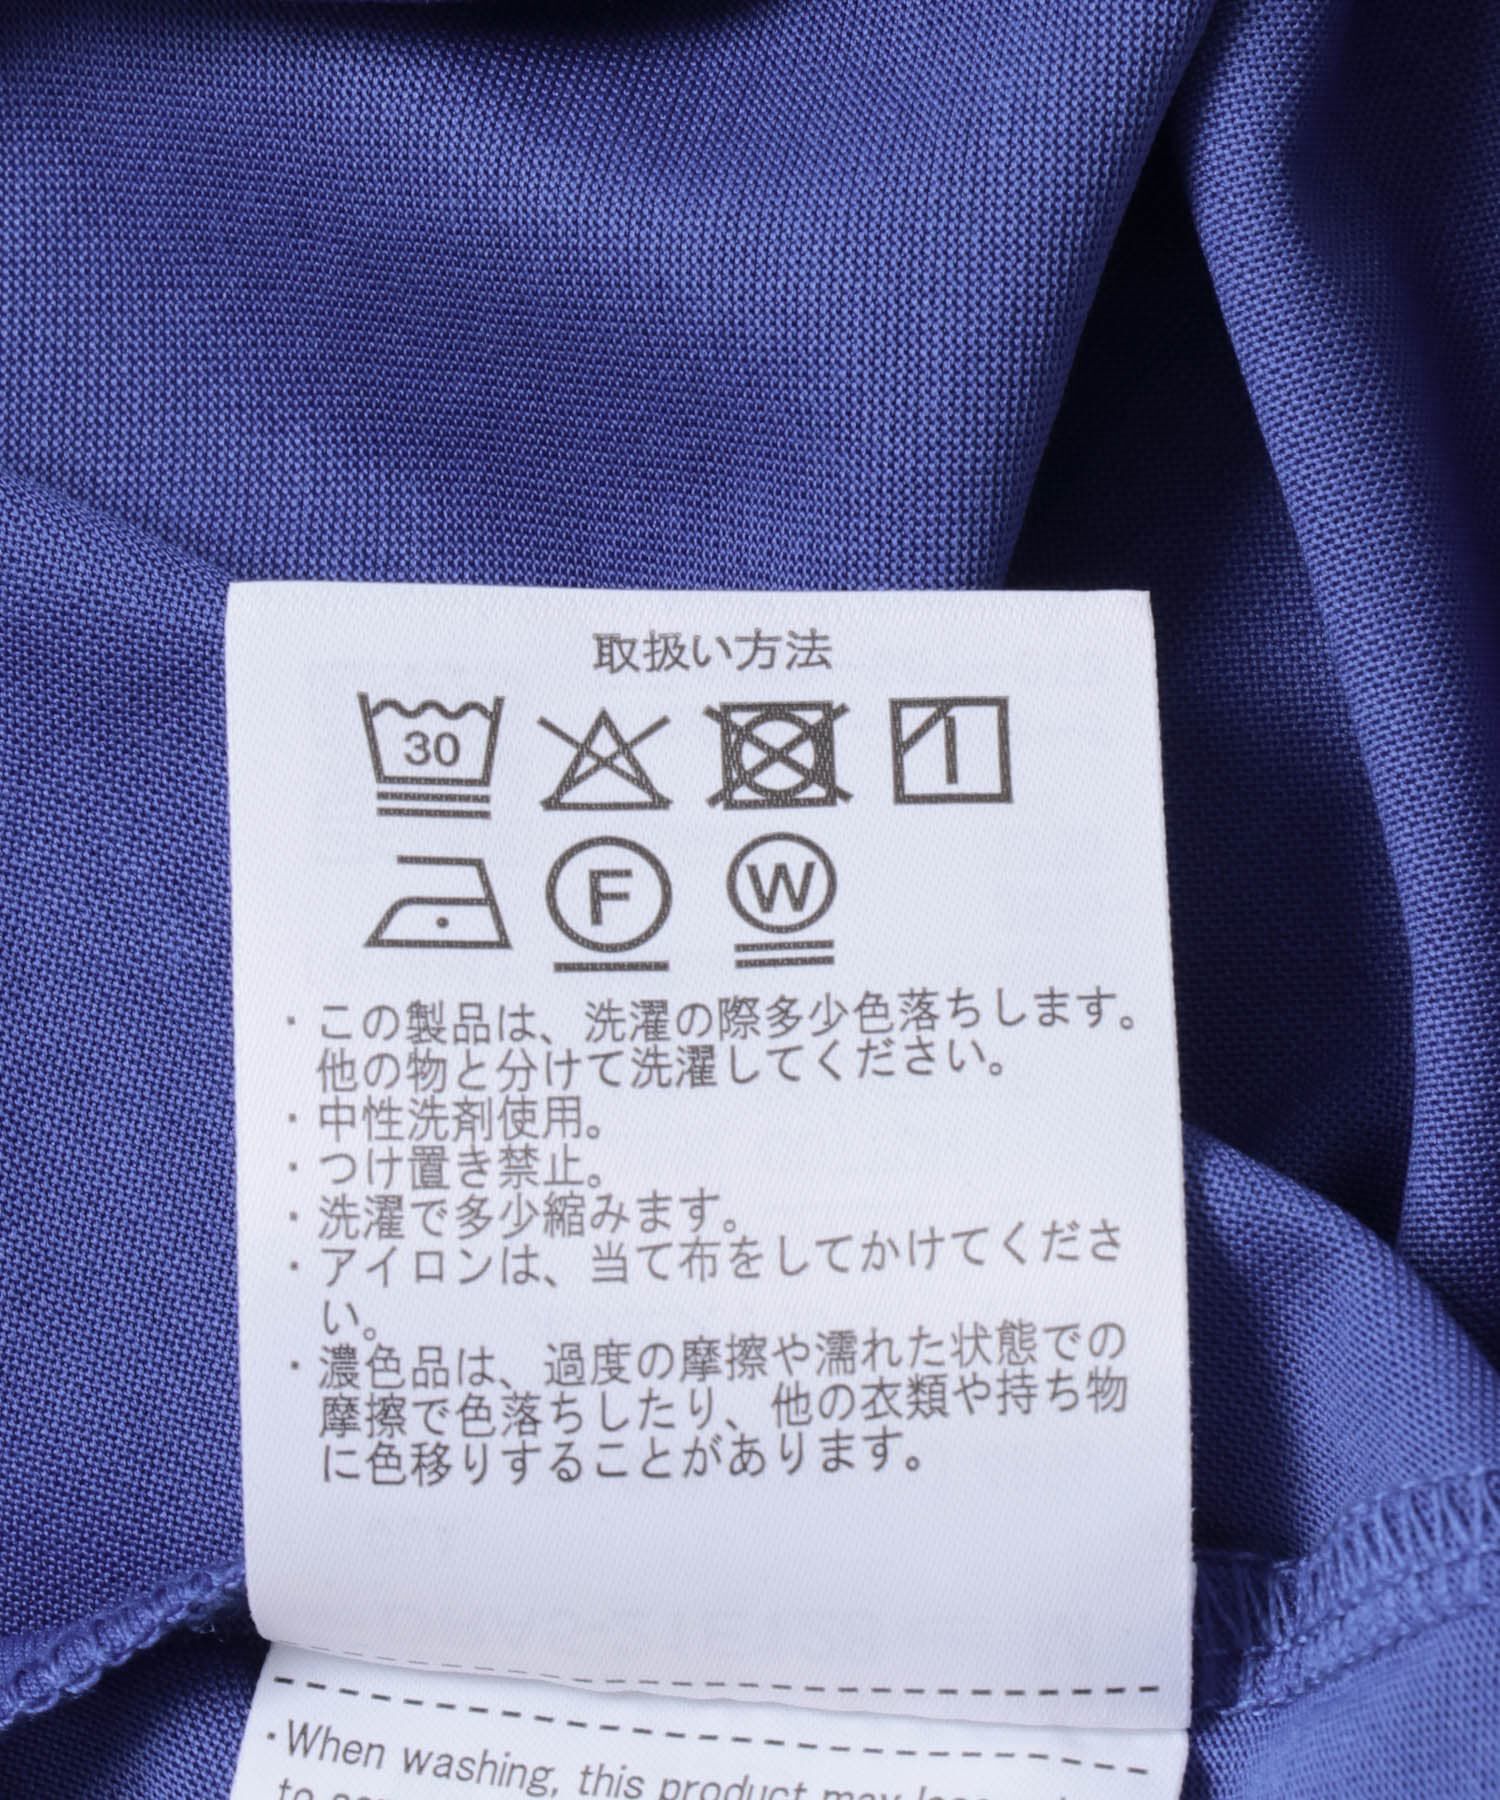 取扱い方法
30
F W
・この製品は、洗濯の際多少色落ちします。
他の物と分けて洗濯してください。
・中性洗剤使用。
・つけ置き禁止。
・洗濯で多少縮みます。
・アイロンは、当て布をしてかけてくださ
い。
・濃色品は、過度の摩擦や濡れた状態での
摩擦で色落ちしたり、他の衣類や持ち物
に色移りすることがあります。
・When washing, this product may